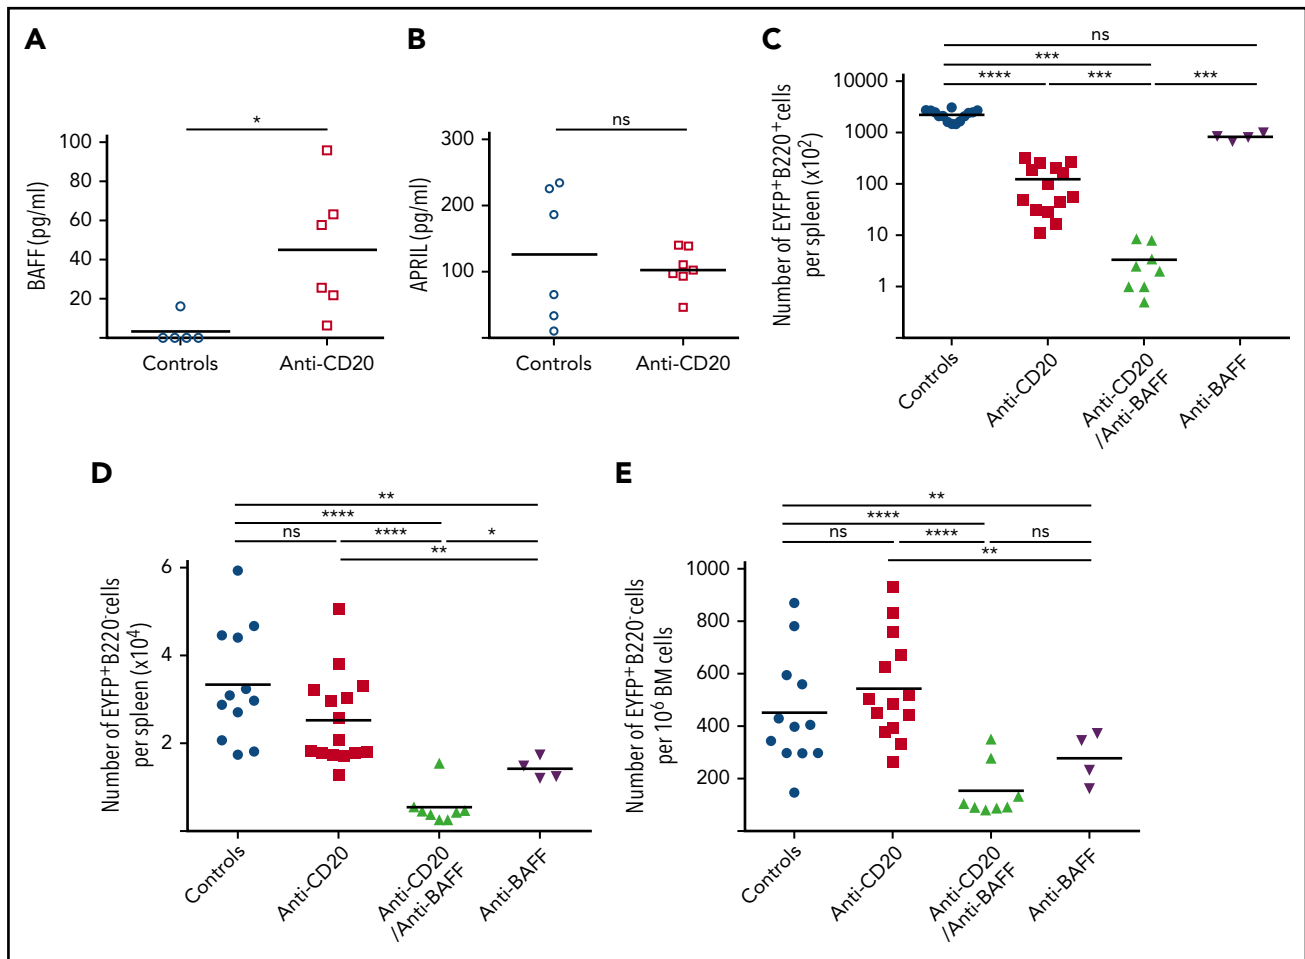 A
*
100
80
60
40
20
BAFF (pg/ml)
Controls
Anti-CD20
B
ns
300
200
100
APRIL (pg/ml)
Controls
Anti-CD20
C
ns
***
****
***
***
10000
1000
100
10
1
Number of EYFP⁺B220⁺cells
per spleen (x10²)
Controls
Anti-CD20
Anti-CD20
/Anti-BAFF
Anti-BAFF
D
**
****
ns
****
*
**
6
4
2
Number of EYFP⁺B220⁻cells
per spleen (x10⁴)
Controls
Anti-CD20
Anti-CD20
/Anti-BAFF
Anti-BAFF
E
**
****
ns
****
ns
**
1000
800
600
400
200
Number of EYFP⁺B220⁻cells
per 10⁶ BM cells
Controls
Anti-CD20
Anti-CD20
/Anti-BAFF
Anti-BAFF